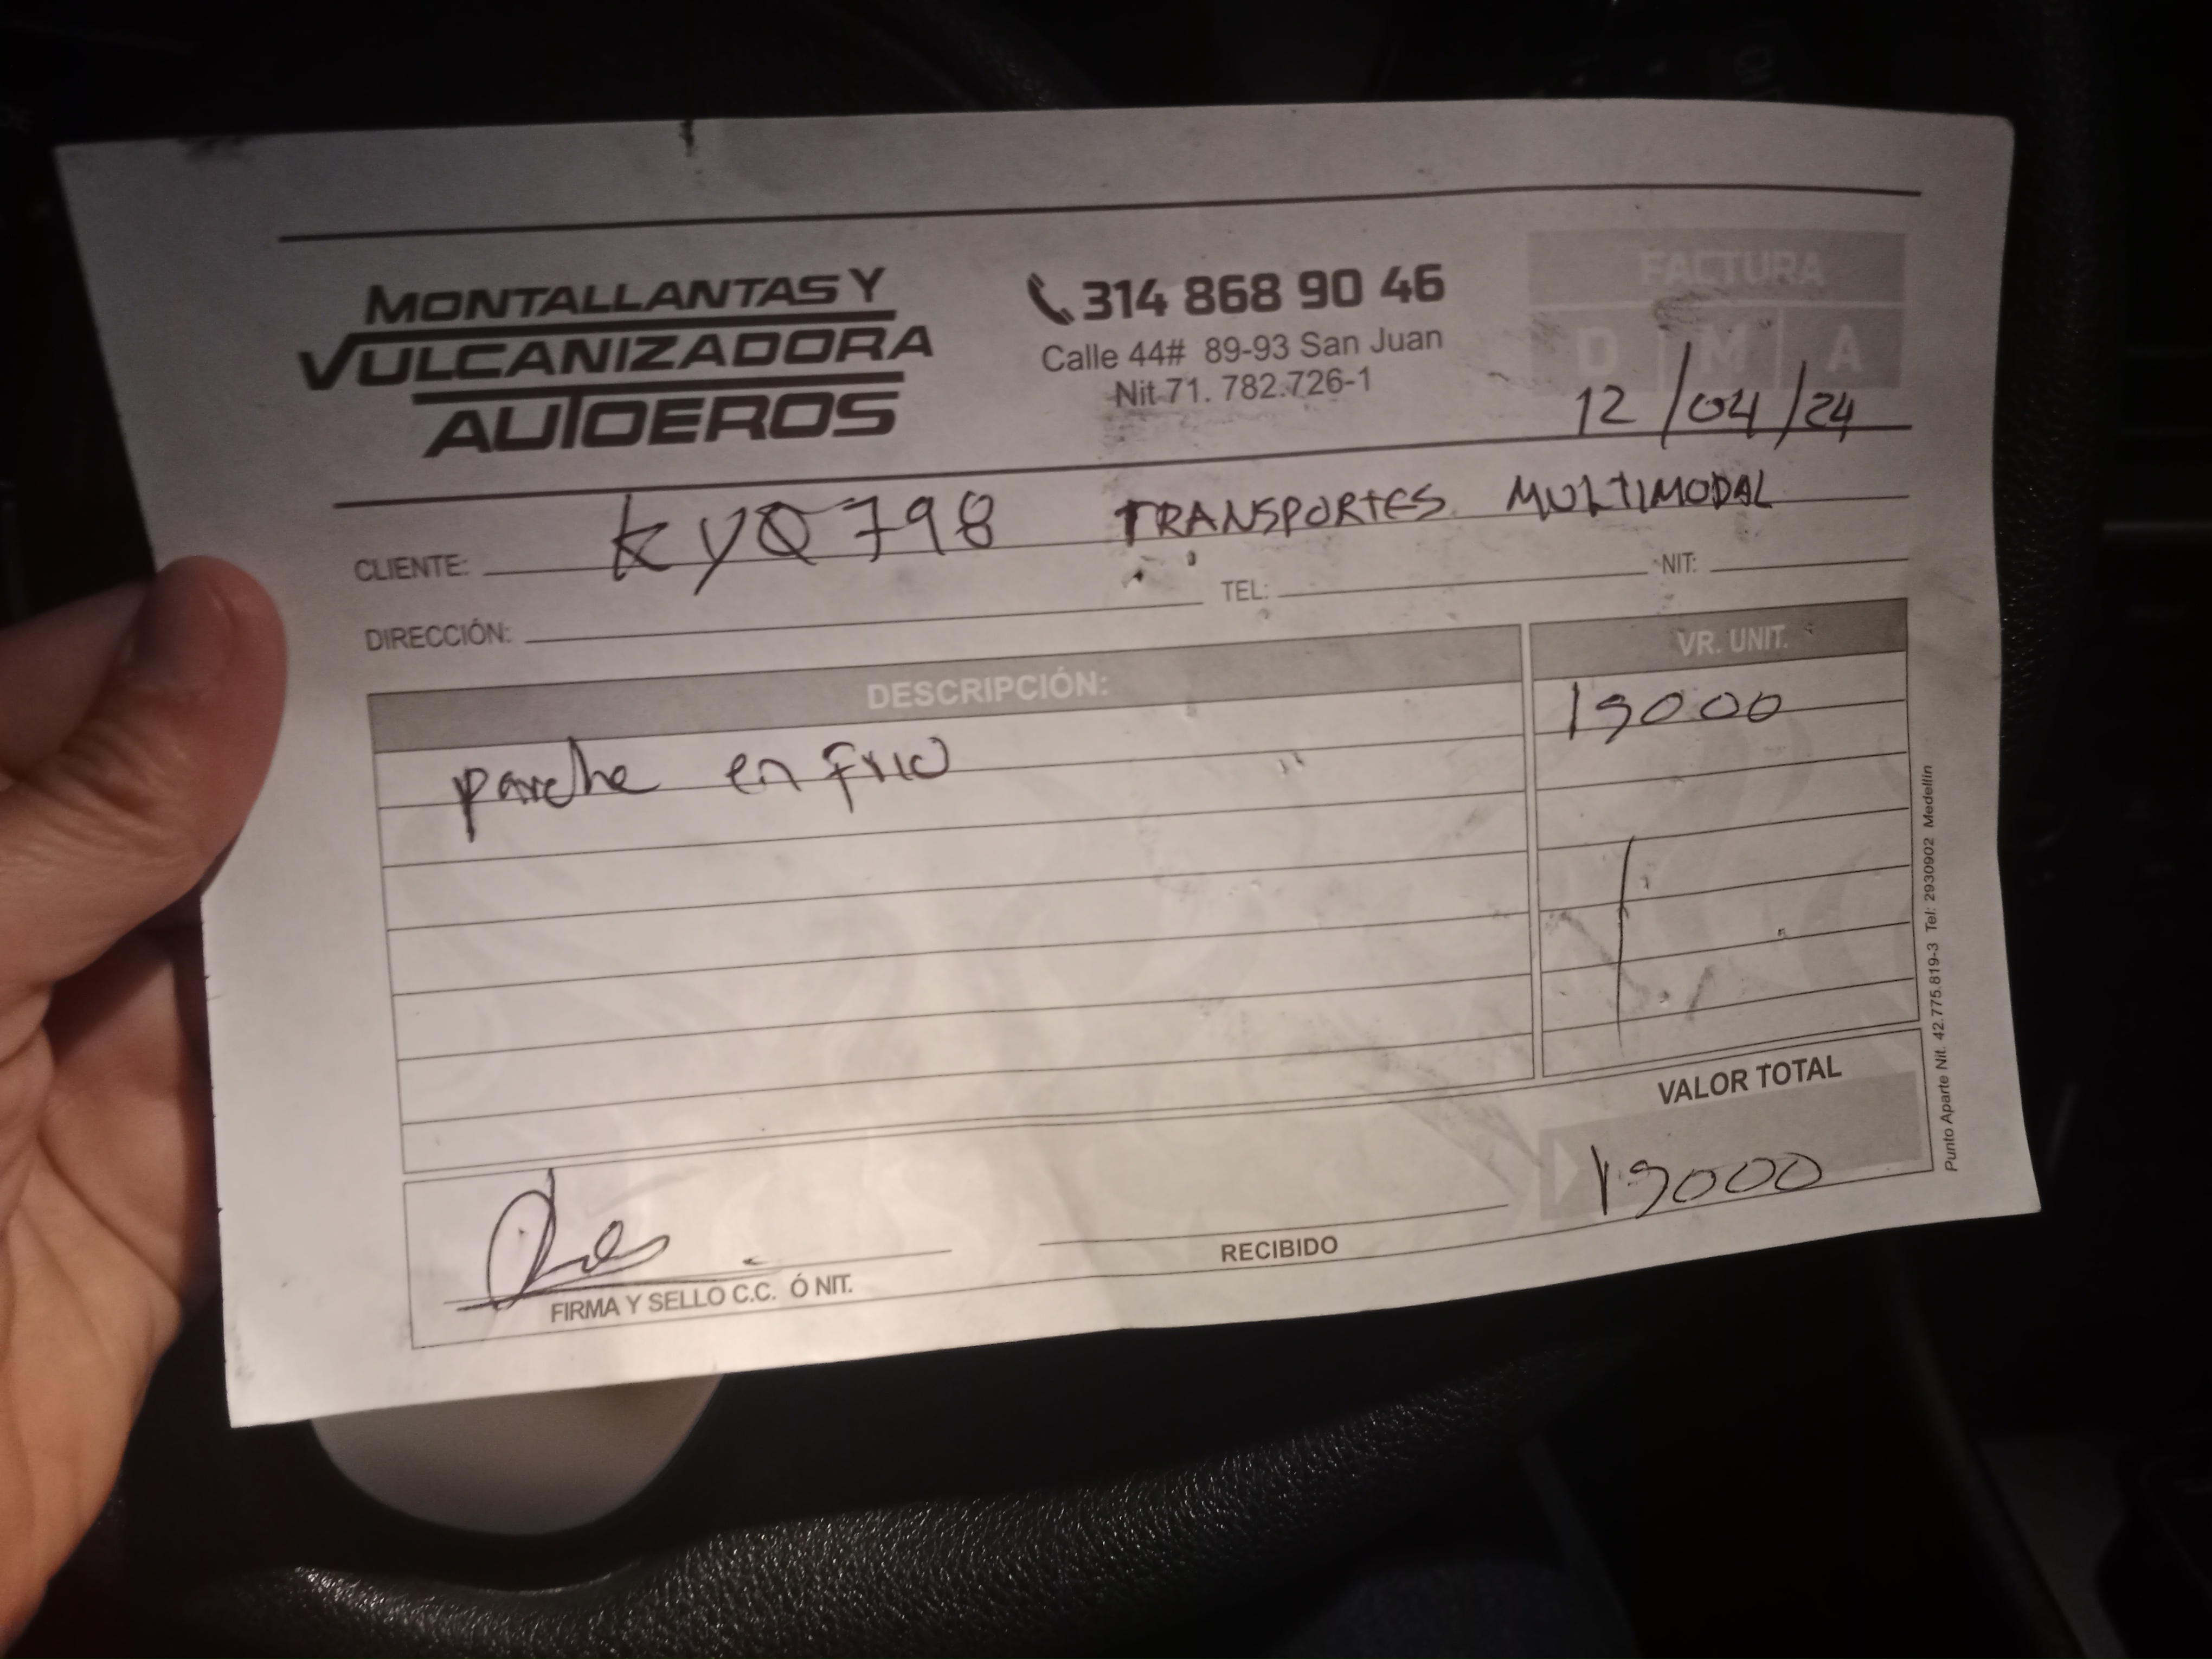 MONTALLANTAS Y
VULCANIZADORA
AUTOEROS
314 868 90 46
Calle 44# 89-93 San Juan
Nit 71. 782.726-1
FACTURA
D M A
12/04/24
CLIENTE: KYQ798 TRANSPORTES MULTIMODAL
DIRECCIÓN: TEL: NIT:
DESCRIPCIÓN: VR. UNIT.
parche en frio 15000
VALOR TOTAL
15000
FIRMA Y SELLO C.C. Ó NIT.
RECIBIDO
Punto Aparte Nit. 42.775.819-3 Tel: 2930902 Medellín